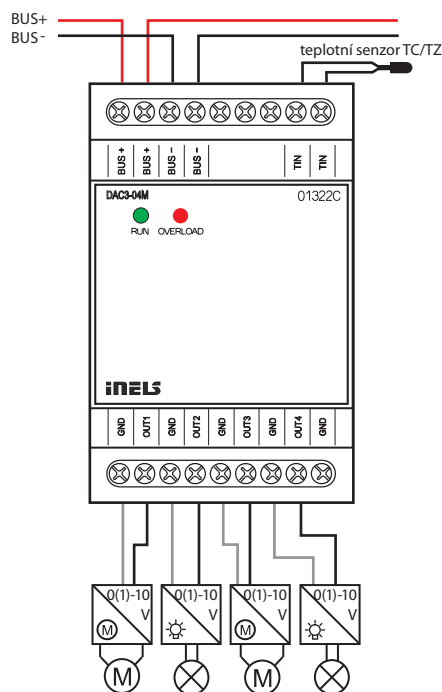 BUS+
BUS-
teplotní senzor TC/TZ
BUS + BUS + BUS - BUS - TIN TIN
DAC3-04M 01322C
RUN OVERLOAD
iNELS
GND OUT1 GND OUT2 GND OUT3 GND OUT4 GND
0(1)-10 0(1)-10 0(1)-10 0(1)-10
V V V V
M M
M M